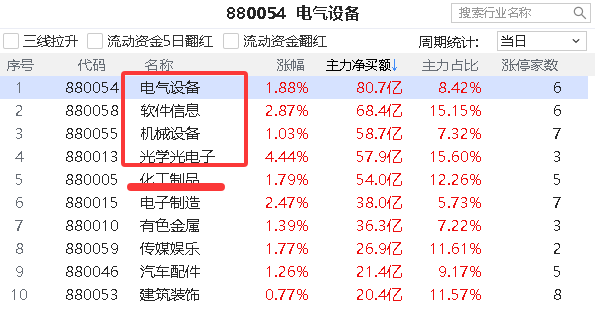 880054 电气设备
搜索行业名称
三线拉升 流动资金5日翻红 流动资金翻红 周期统计: 当日
序号 代码 名称 涨幅 主力净买额↓ 主力占比 涨停家数
1 880054 电气设备 1.88% 80.7亿 8.42% 6
2 880058 软件信息 2.87% 68.4亿 15.15% 6
3 880055 机械设备 1.03% 58.7亿 7.32% 7
4 880013 光学光电子 4.44% 57.9亿 15.60% 3
5 880005 化工制品 1.79% 54.0亿 12.26% 5
6 880015 电子制造 2.47% 38.0亿 5.73% 7
7 880010 有色金属 1.39% 36.3亿 7.22% 3
8 880059 传媒娱乐 1.77% 26.9亿 11.61% 2
9 880046 汽车配件 1.26% 21.4亿 9.17% 5
10 880053 建筑装饰 0.77% 20.4亿 11.57% 8